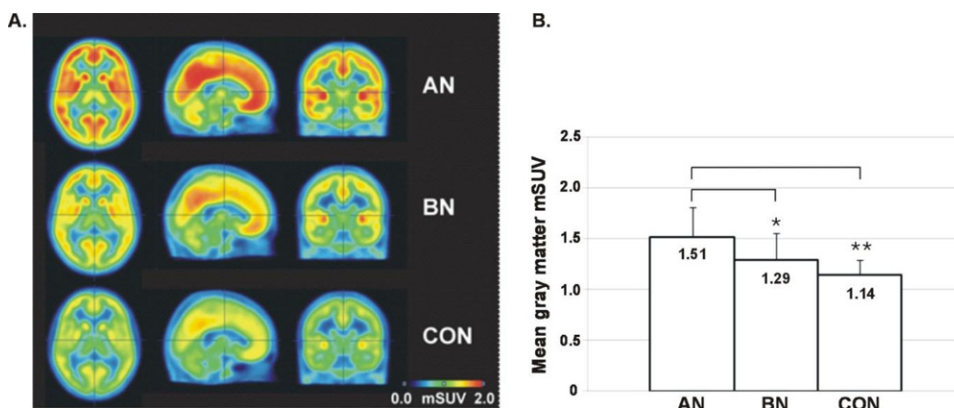 A.
AN
BN
CON
0.0 mSUV 2.0
B.
Mean gray matter mSUV
2.5
2.0
1.5
1.0
0.5
0
*
**
1.51
1.29
1.14
AN BN CON